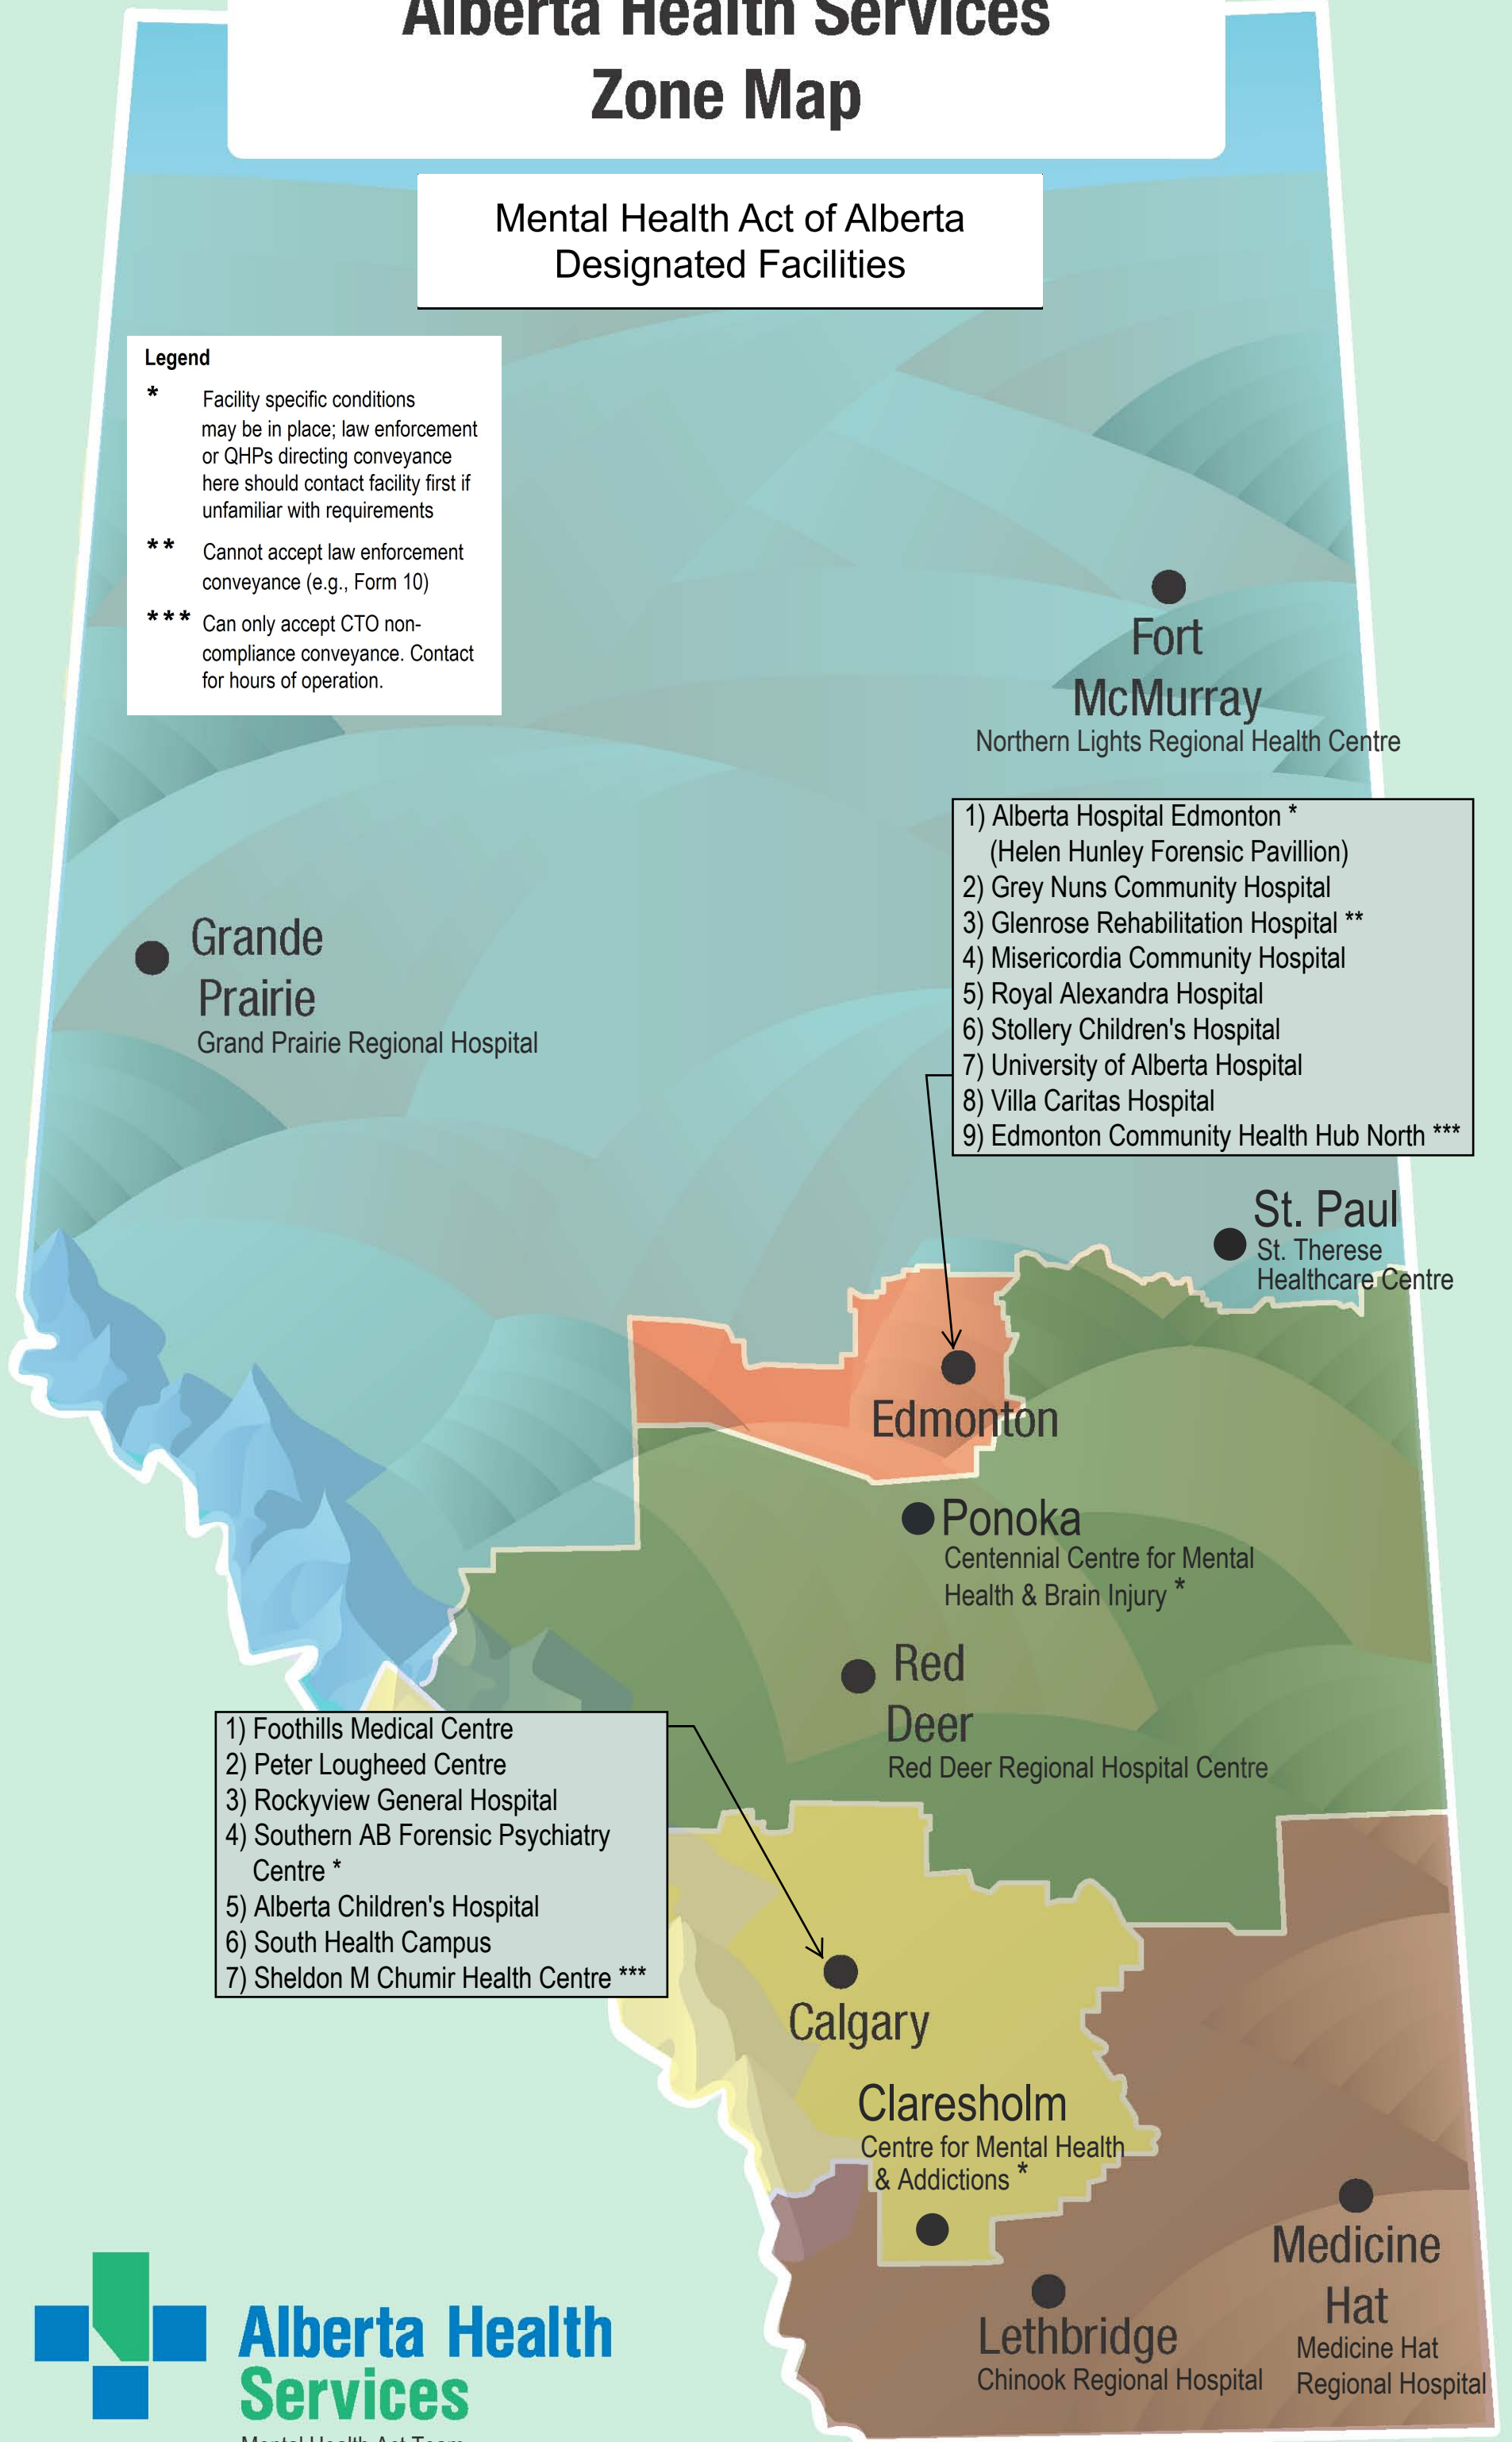 Alberta Health Services
Zone Map
Mental Health Act of Alberta
Designated Facilities
Legend
* Facility specific conditions
may be in place; law enforcement
or QHPs directing conveyance
here should contact facility first if
unfamiliar with requirements
** Cannot accept law enforcement
conveyance (e.g., Form 10)
*** Can only accept CTO non-
compliance conveyance. Contact
for hours of operation.
Fort
McMurray
Northern Lights Regional Health Centre
1) Alberta Hospital Edmonton *
(Helen Hunley Forensic Pavillion)
2) Grey Nuns Community Hospital
3) Glenrose Rehabilitation Hospital **
4) Misericordia Community Hospital
5) Royal Alexandra Hospital
6) Stollery Children's Hospital
7) University of Alberta Hospital
8) Villa Caritas Hospital
9) Edmonton Community Health Hub North ***
Grande
Prairie
Grand Prairie Regional Hospital
St. Paul
St. Therese
Healthcare Centre
Edmonton
Ponoka
Centennial Centre for Mental
Health & Brain Injury *
Red
Deer
Red Deer Regional Hospital Centre
1) Foothills Medical Centre
2) Peter Lougheed Centre
3) Rockyview General Hospital
4) Southern AB Forensic Psychiatry
Centre *
5) Alberta Children's Hospital
6) South Health Campus
7) Sheldon M Chumir Health Centre ***
Calgary
Claresholm
Centre for Mental Health
& Addictions *
Medicine
Hat
Medicine Hat
Regional Hospital
Lethbridge
Chinook Regional Hospital
Alberta Health
Services
Mental Health Act Team